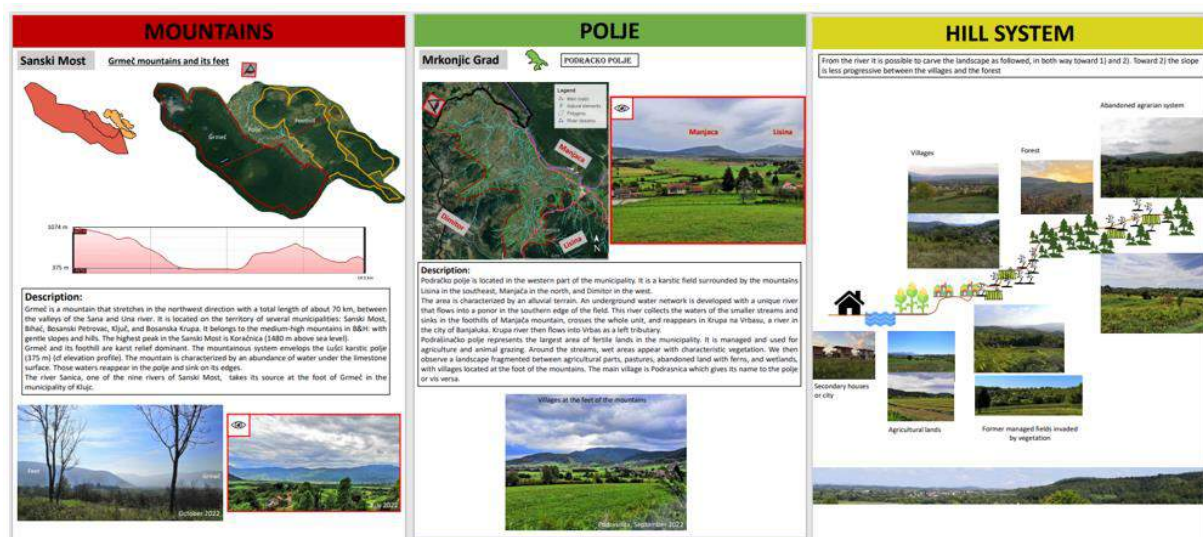 MOUNTAINS
Sanski Most
Grmeč mountains and its feet
Grmeč
Polje
Foothill
1074 m
375 m
Description:
Grmeč is a mountain that stretches in the northwest direction with a total length of about 70 km, between
the valleys of the Sana and Una river. It is located on the territory of several municipalities: Sanski Most,
Bihać, Bosanski Petrovac, Ključ, and Bosanska Krupa. It belongs to the medium-high mountains in B&H: with
gentle slopes and hills. The highest peak in the Sanski Most is Koračnica (1480 m above sea level).
Grmeč and its foothill are karst relief dominant. The mountainous system envelops the Lušci karstic polje
(375 m) (cf elevation profile). The mountain is characterized by an abundance of water under the limestone
surface. Those waters reappear in the polje and sink on its edges.
The river Sanica, one of the nine rivers of Sanski Most, takes its source at the foot of Grmeč in the
municipality of Klujc.
Feet
Grmeč
October 2022
July 2022
POLJE
Mrkonjic Grad
PODRACKO POLJE
Legend
Natural elements
Polygons
River streams
Manjaca
Dimitor
Lisina
Manjaca
Lisina
Description:
Podračko polje is located in the western part of the municipality. It is a karstic field surrounded by the mountains
Lisina in the southeast, Manjača in the north, and Dimitor in the west.
The area is characterized by an alluvial terrain. An underground water network is developed with a unique river
that flows into a ponor in the southern edge of the field. This river collects the waters of the smaller streams and
sinks in the foothills of Manjača mountain, crosses the whole unit, and reappears in Krupa na Vrbasu, a river in
the city of Banjaluka. Krupa river then flows into Vrbas as a left tributary.
Podrašinačko polje represents the largest area of fertile lands in the municipality. It is managed and used for
agriculture and animal grazing. Around the streams, wet areas appear with characteristic vegetation. We then
observe a landscape fragmented between agricultural parts, pastures, abandoned land with ferns, and wetlands,
with villages located at the foot of the mountains. The main village is Podrasnica which gives its name to the polje
or vis versa.
Villages at the feet of the mountains
Podrasnica, September 2022
HILL SYSTEM
From the river it is possible to carve the landscape as followed, in both way toward 1) and 2). Toward 2) the slope
is less progressive between the villages and the forest
Abandoned agrarian system
Villages
Forest
Secondary houses
or city
Agricultural lands
Former managed fields invaded
by vegetation